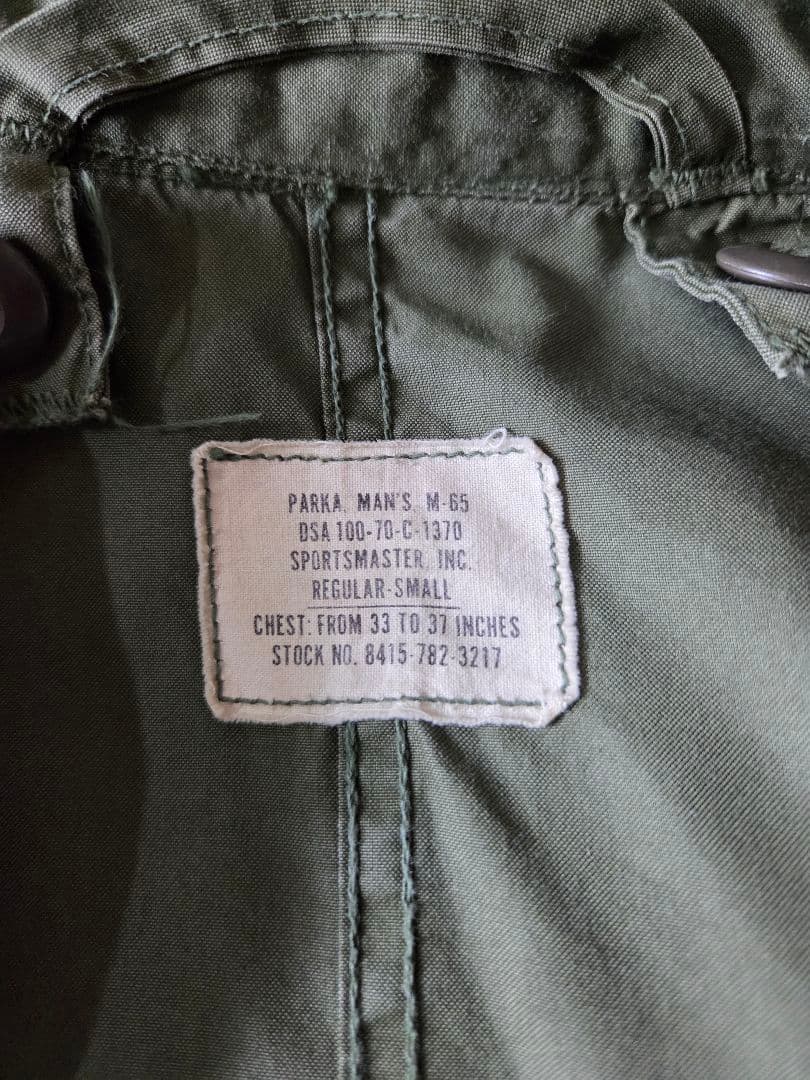 PARKA, MAN'S, M-65
DSA 100-70-C-1370
SPORTSMASTER, INC.
REGULAR-SMALL
CHEST: FROM 33 TO 37 INCHES
STOCK NO. 8415-782-3217